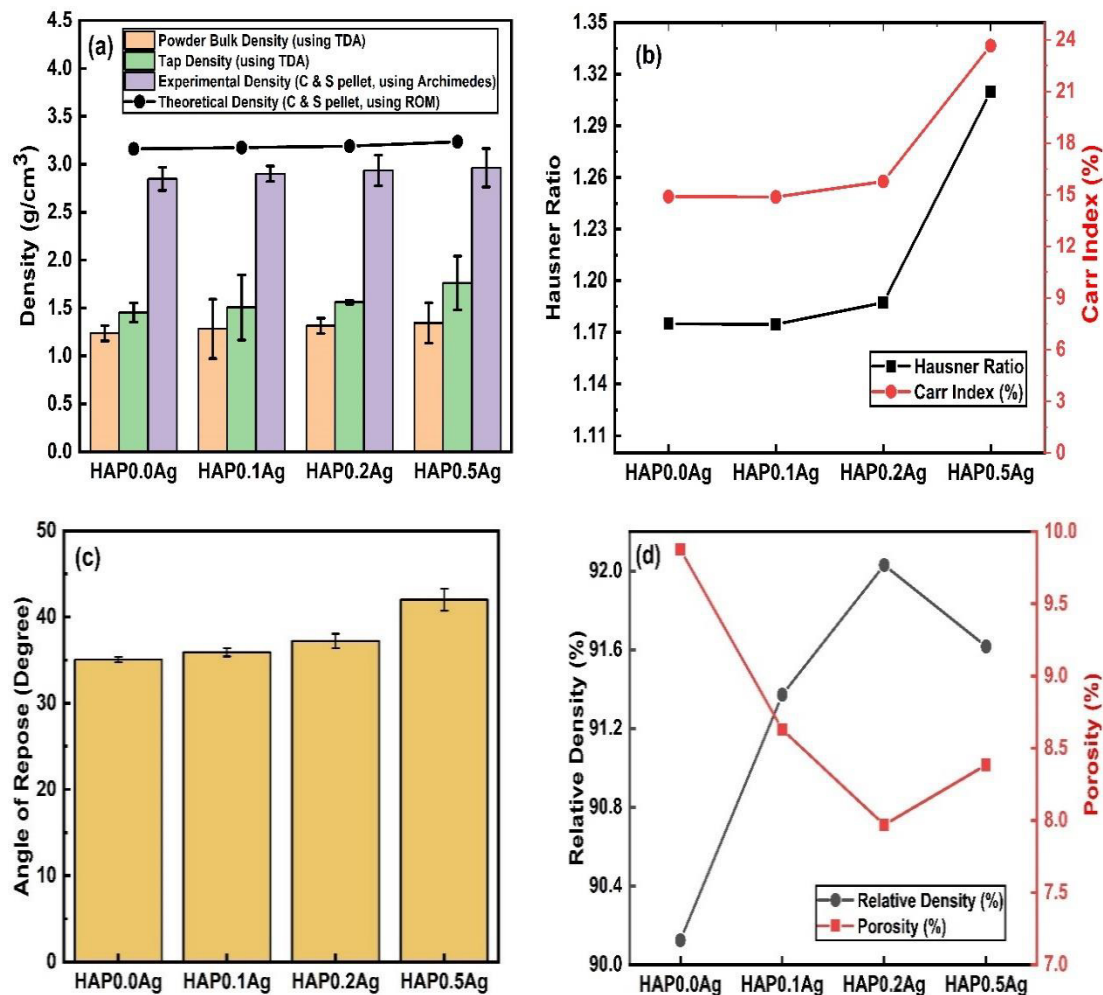 (a)
Powder Bulk Density (using TDA)
Tap Density (using TDA)
Experimental Density (C & S pellet, using Archimedes)
Theoretical Density (C & S pellet, using ROM)
Density (g/cm³)
4.5
4.0
3.5
3.0
2.5
2.0
1.5
1.0
0.5
0.0
HAP0.0Ag HAP0.1Ag HAP0.2Ag HAP0.5Ag
(b)
Hausner Ratio
1.35
1.32
1.29
1.26
1.23
1.20
1.17
1.14
1.11
Carr Index (%)
24
21
18
15
12
9
6
3
0
Hausner Ratio
Carr Index (%)
HAP0.0Ag HAP0.1Ag HAP0.2Ag HAP0.5Ag
(c)
Angle of Repose (Degree)
50
40
30
20
10
0
HAP0.0Ag HAP0.1Ag HAP0.2Ag HAP0.5Ag
(d)
Relative Density (%)
92.0
91.6
91.2
90.8
90.4
90.0
Porosity (%)
10.0
9.5
9.0
8.5
8.0
7.5
7.0
Relative Density (%)
Porosity (%)
HAP0.0Ag HAP0.1Ag HAP0.2Ag HAP0.5Ag